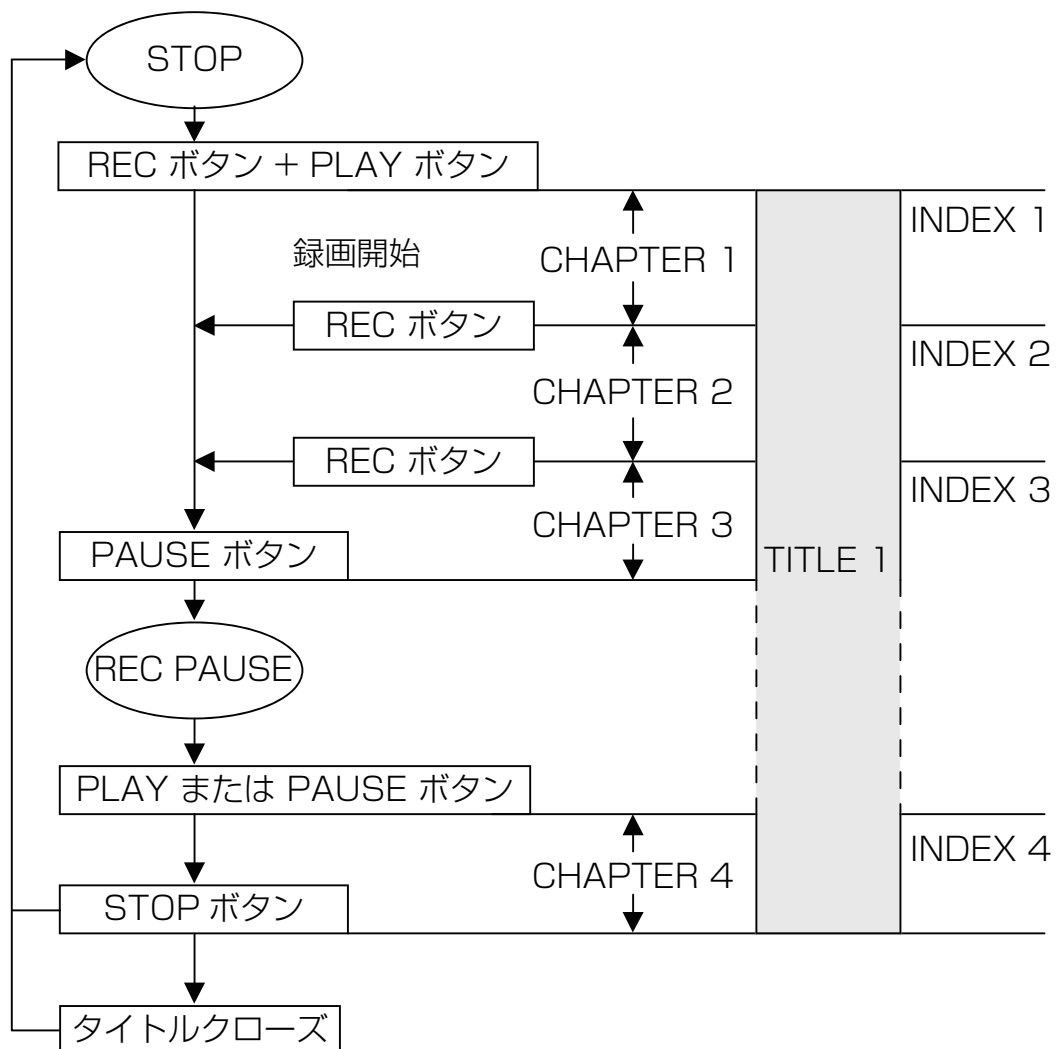 STOP
REC ボタン + PLAY ボタン
INDEX 1
録画開始
CHAPTER 1
REC ボタン
INDEX 2
CHAPTER 2
REC ボタン
INDEX 3
CHAPTER 3
PAUSE ボタン
TITLE 1
REC PAUSE
PLAY または PAUSE ボタン
INDEX 4
CHAPTER 4
STOP ボタン
タイトルクローズ